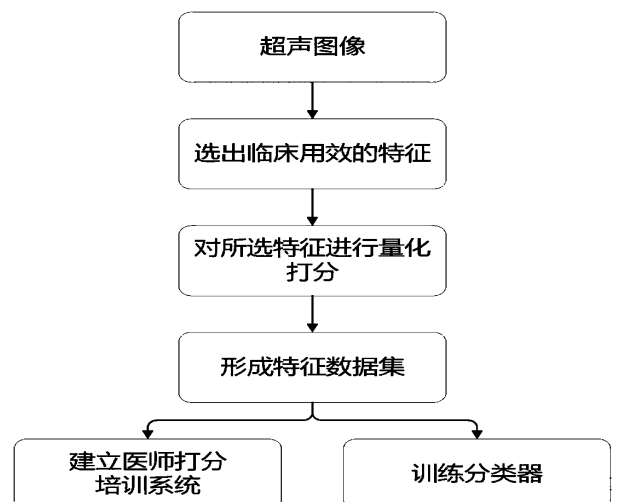 超声图像
选出临床用效的特征
对所选特征进行量化
打分
形成特征数据集
建立医师打分
培训系统
训练分类器